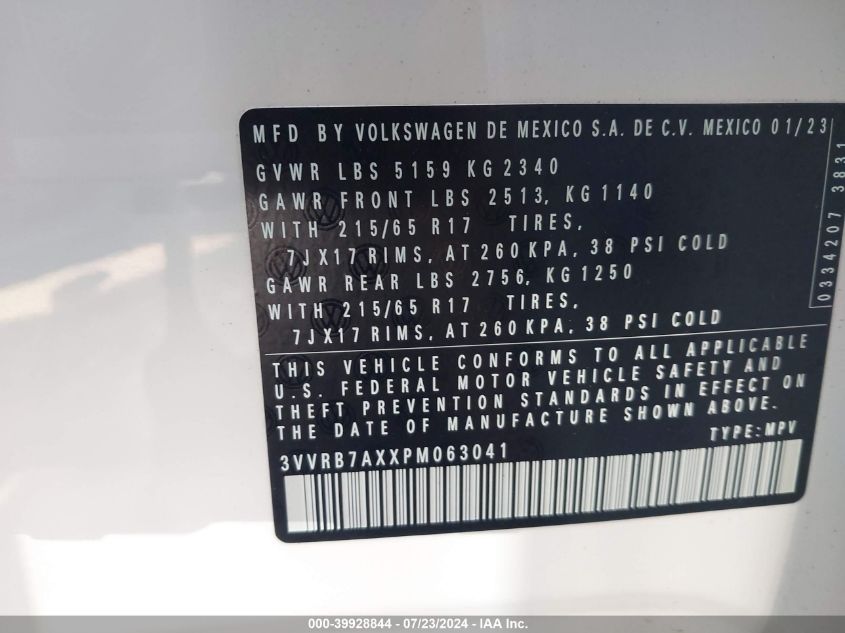 MFD BY VOLKSWAGEN DE MEXICO S.A. DE C.V. MEXICO 01/23
GVWR LBS 5159 KG 2340
GAWR FRONT LBS 2513, KG 1140
WITH 215/65 R17 TIRES,
7JX17 RIMS, AT 260 KPA, 38 PSI COLD
GAWR REAR LBS 2756, KG 1250
WITH 215/65 R17 TIRES,
7JX17 RIMS, AT 260 KPA, 38 PSI COLD
THIS VEHICLE CONFORMS TO ALL APPLICABLE
U.S. FEDERAL MOTOR VEHICLE SAFETY AND
THEFT PREVENTION STANDARDS IN EFFECT ON
THE DATE OF MANUFACTURE SHOWN ABOVE.
TYPE: MPV
3VVRB7AXXPM063041
0334207 3831
000-39928844 / 07/23/2024 - IAA Inc.